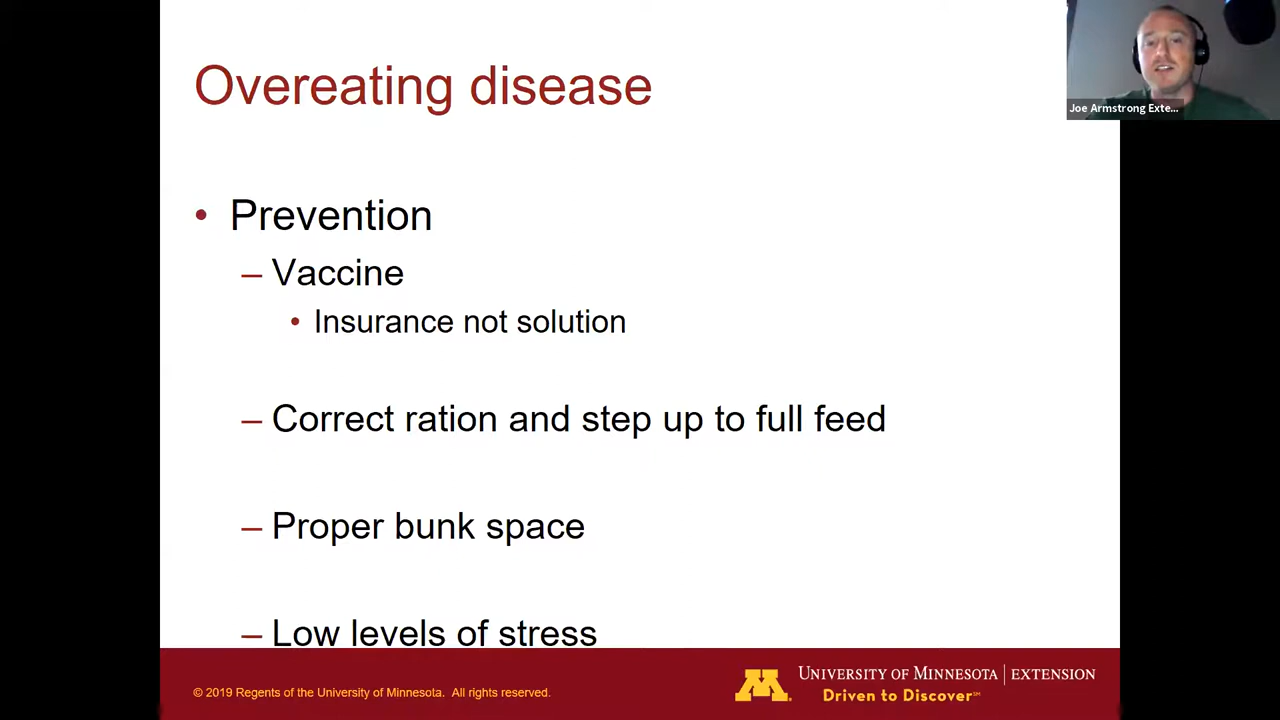 Overeating disease
Joe Armstrong Exte...
• Prevention
– Vaccine
• Insurance not solution
– Correct ration and step up to full feed
– Proper bunk space
– Low levels of stress
© 2019 Regents of the University of Minnesota. All rights reserved.
UNIVERSITY OF MINNESOTA | EXTENSION
Driven to Discover℠